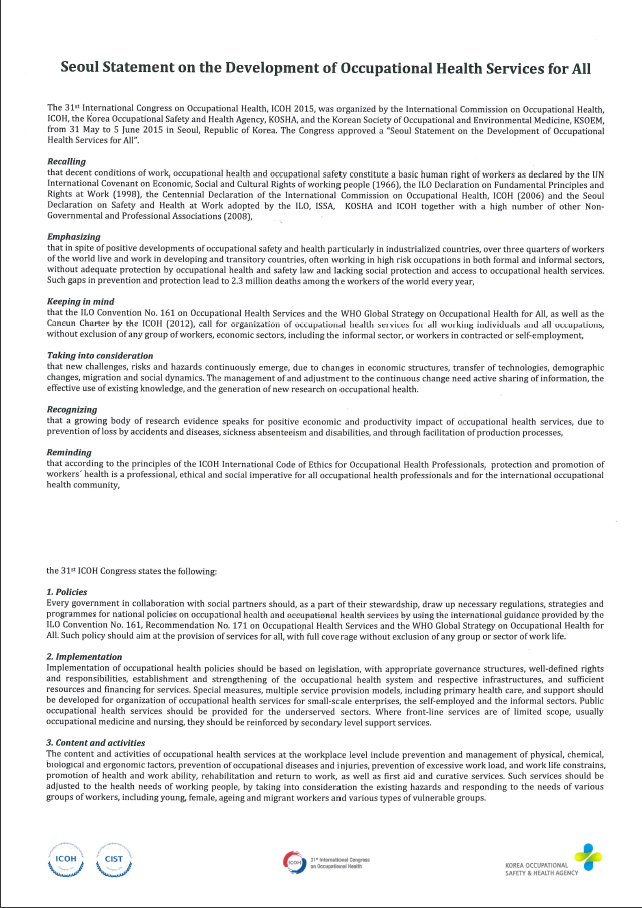 Seoul Statement on the Development of Occupational Health Services for All
The 31st International Congress on Occupational Health, ICOH 2015, was organized by the International Commission on Occupational Health,
ICOH, the Korea Occupational Safety and Health Agency, KOSHA, and the Korean Society of Occupational and Environmental Medicine, KSOEM,
from 31 May to 5 June 2015 in Seoul, Republic of Korea. The Congress approved a "Seoul Statement on the Development of Occupational
Health Services for All".
Recalling
that decent conditions of work, occupational health and occupational safety constitute a basic human right of workers as declared by the UN
International Covenant on Economic, Social and Cultural Rights of working people (1966), the ILO Declaration on Fundamental Principles and
Rights at Work (1998), the Centennial Declaration of the International Commission on Occupational Health, ICOH (2006) and the Seoul
Declaration on Safety and Health at Work adopted by the ILO, ISSA, KOSHA and ICOH together with a high number of other Non-
Governmental and Professional Associations (2008),
Emphasizing
that in spite of positive developments of occupational safety and health particularly in industrialized countries, over three quarters of workers
of the world live and work in developing and transitory countries, often working in high risk occupations in both formal and informal sectors,
without adequate protection by occupational health and safety law and lacking social protection and access to occupational health services.
Such gaps in prevention and protection lead to 2.3 million deaths among the workers of the world every year,
Keeping in mind
that the ILO Convention No. 161 on Occupational Health Services and the WHO Global Strategy on Occupational Health for All, as well as the
Cancun Charter by the ICOH (2012), call for organization of occupational health services for all working individuals and all occupations,
without exclusion of any group of workers, economic sectors, including the informal sector, or workers in contracted or self-employment,
Taking into consideration
that new challenges, risks and hazards continuously emerge, due to changes in economic structures, transfer of technologies, demographic
changes, migration and social dynamics. The management of and adjustment to the continuous change need active sharing of information, the
effective use of existing knowledge, and the generation of new research on occupational health.
Recognizing
that a growing body of research evidence speaks for positive economic and productivity impact of occupational health services, due to
prevention of loss by accidents and diseases, sickness absenteeism and disabilities, and through facilitation of production processes,
Reminding
that according to the principles of the ICOH International Code of Ethics for Occupational Health Professionals, protection and promotion of
workers´ health is a professional, ethical and social imperative for all occupational health professionals and for the international occupational
health community,
the 31st ICOH Congress states the following:
1. Policies
Every government in collaboration with social partners should, as a part of their stewardship, draw up necessary regulations, strategies and
programmes for national policies on occupational health and occupational health services by using the international guidance provided by the
ILO Convention No. 161, Recommendation No. 171 on Occupational Health Services and the WHO Global Strategy on Occupational Health for
All. Such policy should aim at the provision of services for all, with full coverage without exclusion of any group or sector of work life.
2. Implementation
Implementation of occupational health policies should be based on legislation, with appropriate governance structures, well-defined rights
and responsibilities, establishment and strengthening of the occupational health system and respective infrastructures, and sufficient
resources and financing for services. Special measures, multiple service provision models, including primary health care, and support should
be developed for organization of occupational health services for small-scale enterprises, the self-employed and the informal sectors. Public
occupational health services should be provided for the underserved sectors. Where front-line services are of limited scope, usually
occupational medicine and nursing, they should be reinforced by secondary level support services.
3. Content and activities
The content and activities of occupational health services at the workplace level include prevention and management of physical, chemical,
biological and ergonomic factors, prevention of occupational diseases and injuries, prevention of excessive work load, and work life constrains,
promotion of health and work ability, rehabilitation and return to work, as well as first aid and curative services. Such services should be
adjusted to the health needs of working people, by taking into consideration the existing hazards and responding to the needs of various
groups of workers, including young, female, ageing and migrant workers and various types of vulnerable groups.
ICOH
CIST
ICOH
31st International Congress
on Occupational Health
KOREA OCCUPATIONAL
SAFETY & HEALTH AGENCY